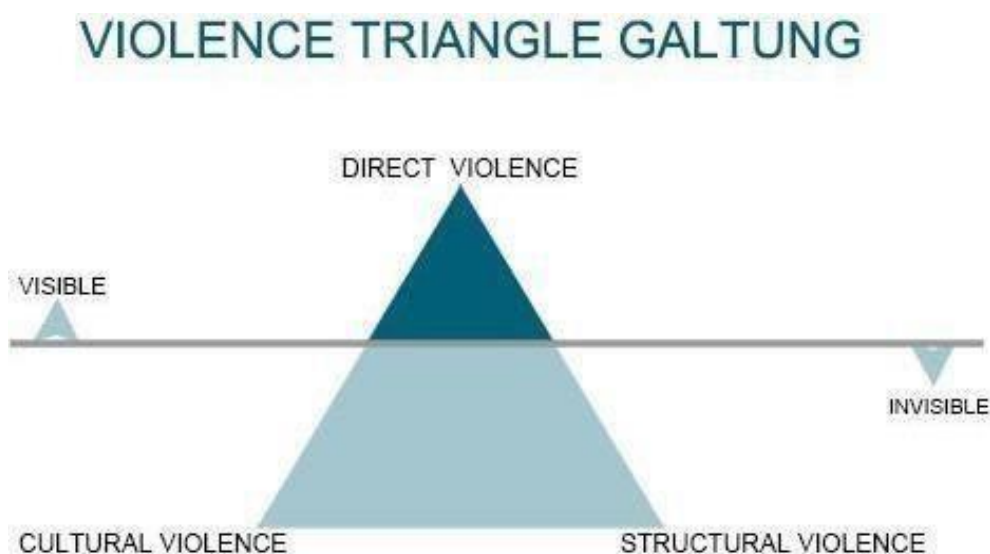 VIOLENCE TRIANGLE GALTUNG
DIRECT VIOLENCE
VISIBLE
INVISIBLE
CULTURAL VIOLENCE
STRUCTURAL VIOLENCE